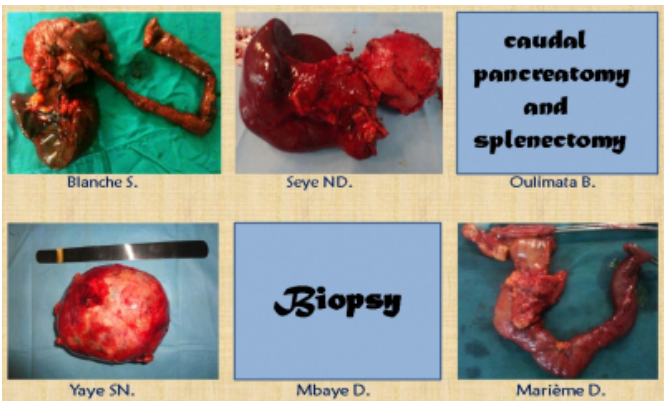 caudal
pancreatomy
and
splenectomy
Blanche S.
Seye ND.
Oulimata B.
Biopsy
Yaye SN.
Mbaye D.
Marième D.